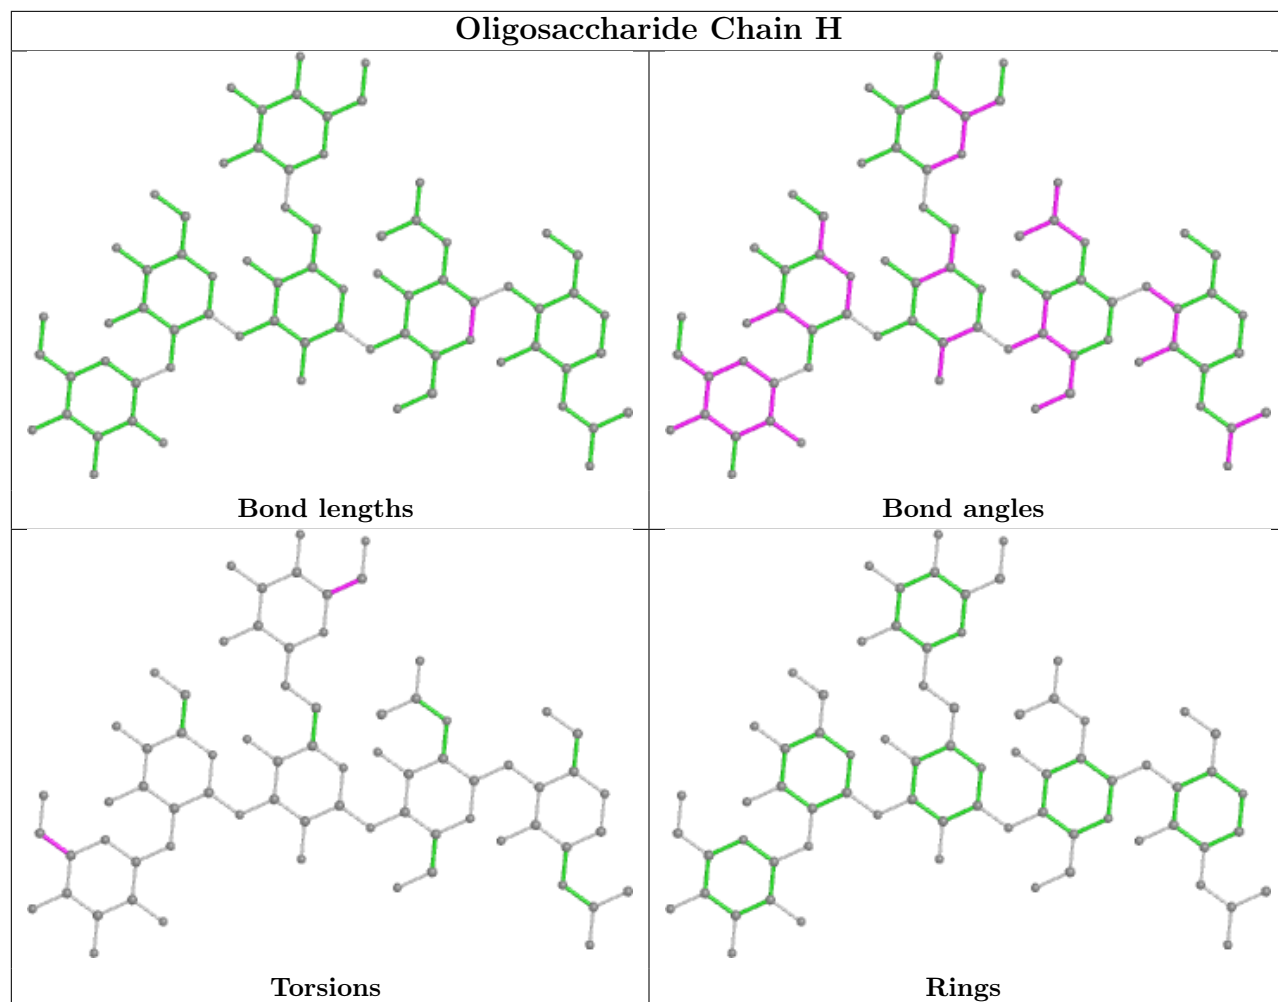 Oligosaccharide Chain H
Bond lengths
Bond angles
Torsions
Rings